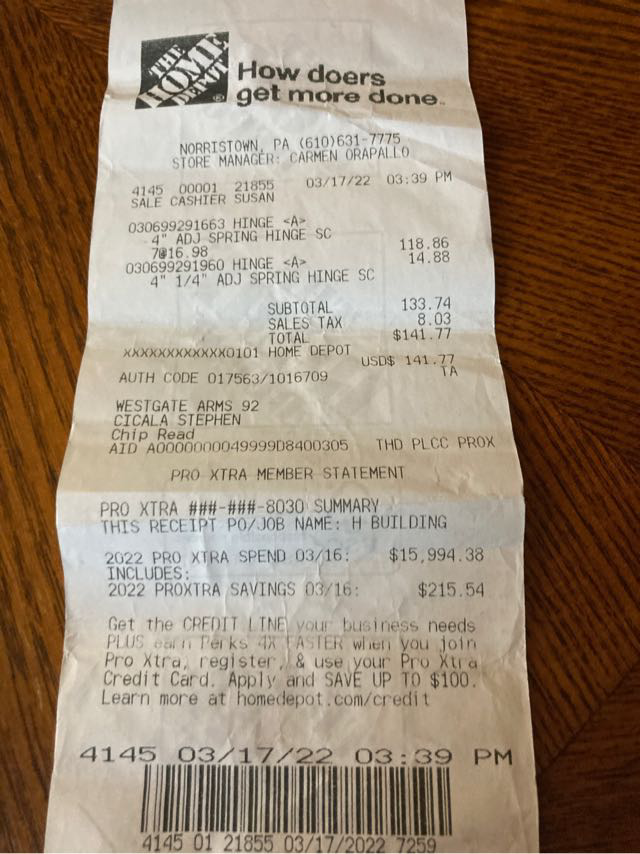 THE
HOME
DEPOT
How doers
get more done.
NORRISTOWN, PA (610)631-7775
STORE MANAGER: CARMEN ORAPALLO
4145 00001 21855 03/17/22 03:39 PM
SALE CASHIER SUSAN
030699291663 HINGE <A>
4" ADJ SPRING HINGE SC
7@16.98 118.86
030699291960 HINGE <A> 14.88
4" 1/4" ADJ SPRING HINGE SC
SUBTOTAL 133.74
SALES TAX 8.03
TOTAL $141.77
XXXXXXXXXXXX0101 HOME DEPOT
USD$ 141.77
AUTH CODE 017563/1016709 TA
WESTGATE ARMS 92
CICALA STEPHEN
Chip Read
AID A0000000049999D8400305 THD PLCC PROX
PRO XTRA MEMBER STATEMENT
PRO XTRA ###-###-8030 SUMMARY
THIS RECEIPT PO/JOB NAME: H BUILDING
2022 PRO XTRA SPEND 03/16: $15,994.38
INCLUDES:
2022 PROXTRA SAVINGS 03/16: $215.54
Get the CREDIT LINE your business needs
PLUS earn Perks 4X FASTER when you join
Pro Xtra, register, & use your Pro Xtra
Credit Card. Apply and SAVE UP TO $100.
Learn more at homedepot.com/credit
4145 03/17/22 03:39 PM
4145 01 21855 03/17/2022 7259